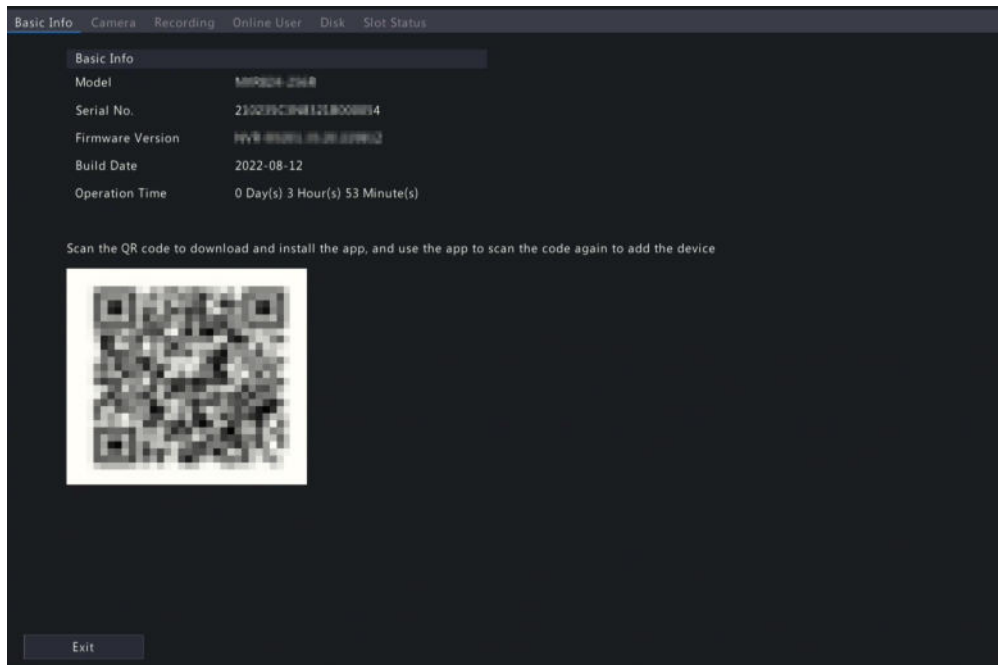 Basic Info Camera Recording Online User Disk Slot Status
Basic Info
Model
Serial No.
Firmware Version
Build Date 2022-08-12
Operation Time 0 Day(s) 3 Hour(s) 53 Minute(s)
Scan the QR code to download and install the app, and use the app to scan the code again to add the device
Exit